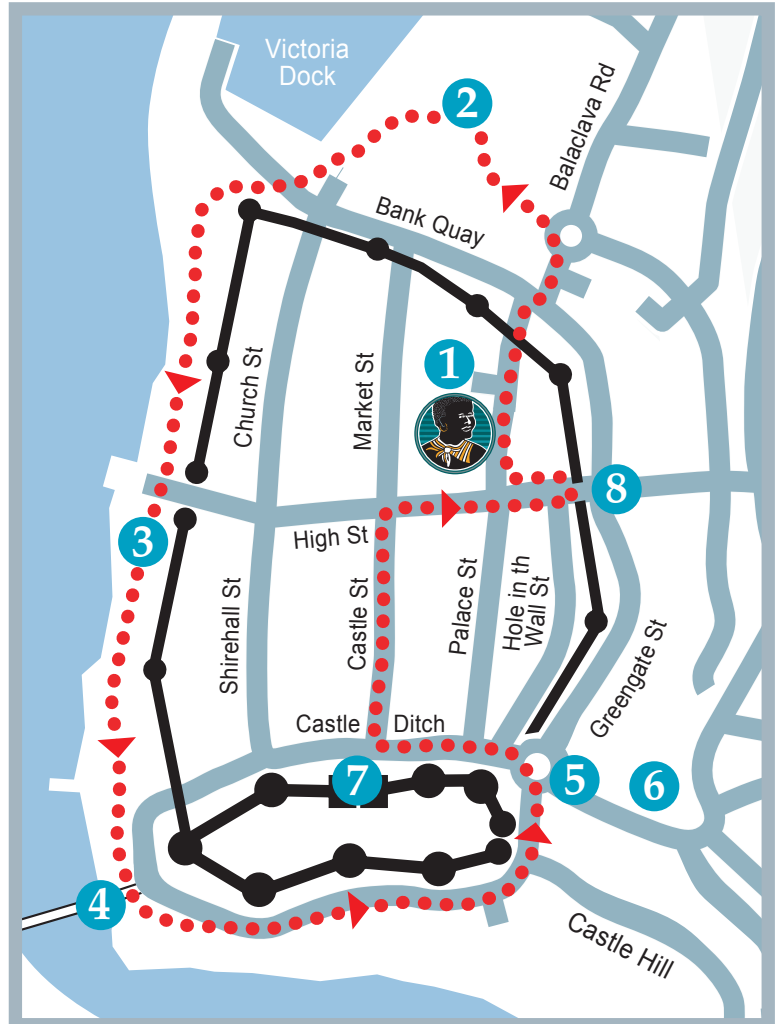 Victoria
Dock
2
Balaclava Rd
Bank Quay
1
Church St
Market St
8
High St
3
Shirehall St
Castle St
Palace St
Hole in th
Wall St
Greengate St
Castle Ditch
7
5
6
4
Castle Hill